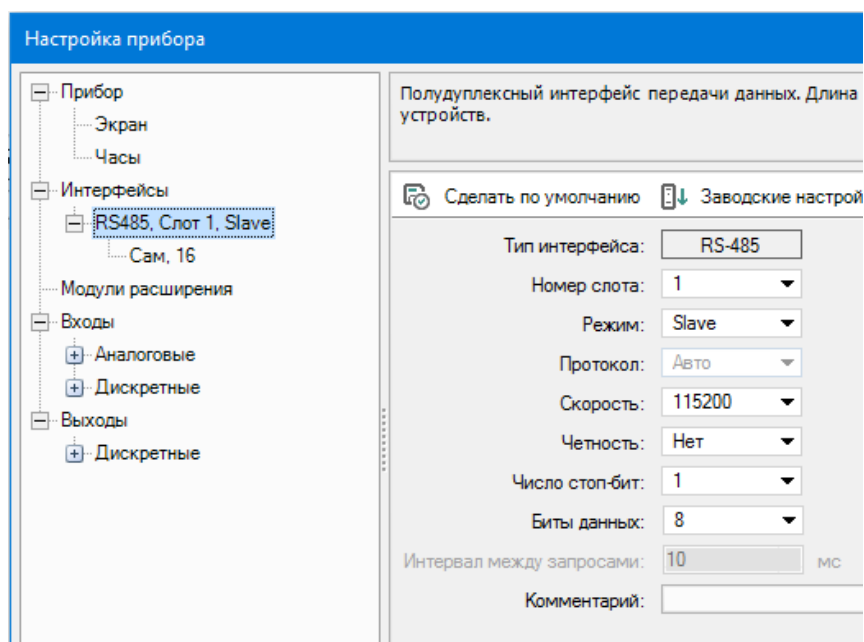 Настройка прибора
Прибор
Экран
Часы
Интерфейсы
RS485, Слот 1, Slave
Сам, 16
Модули расширения
Входы
Аналоговые
Дискретные
Выходы
Дискретные
Полудуплексный интерфейс передачи данных. Длина
устройств.
Сделать по умолчанию Заводские настрой
Тип интерфейса: RS-485
Номер слота: 1
Режим: Slave
Протокол: Авто
Скорость: 115200
Четность: Нет
Число стоп-бит: 1
Биты данных: 8
Интервал между запросами: 10 мс
Комментарий: